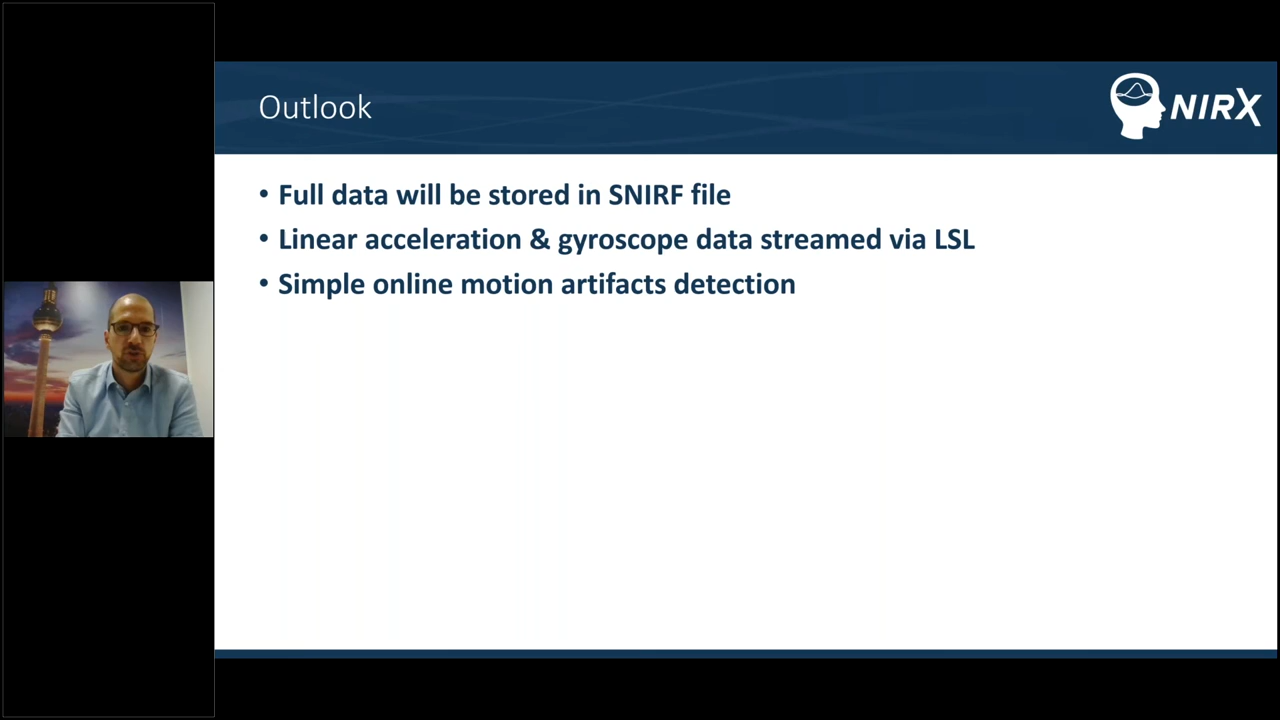 Outlook
NIRX
• Full data will be stored in SNIRF file
• Linear acceleration & gyroscope data streamed via LSL
• Simple online motion artifacts detection